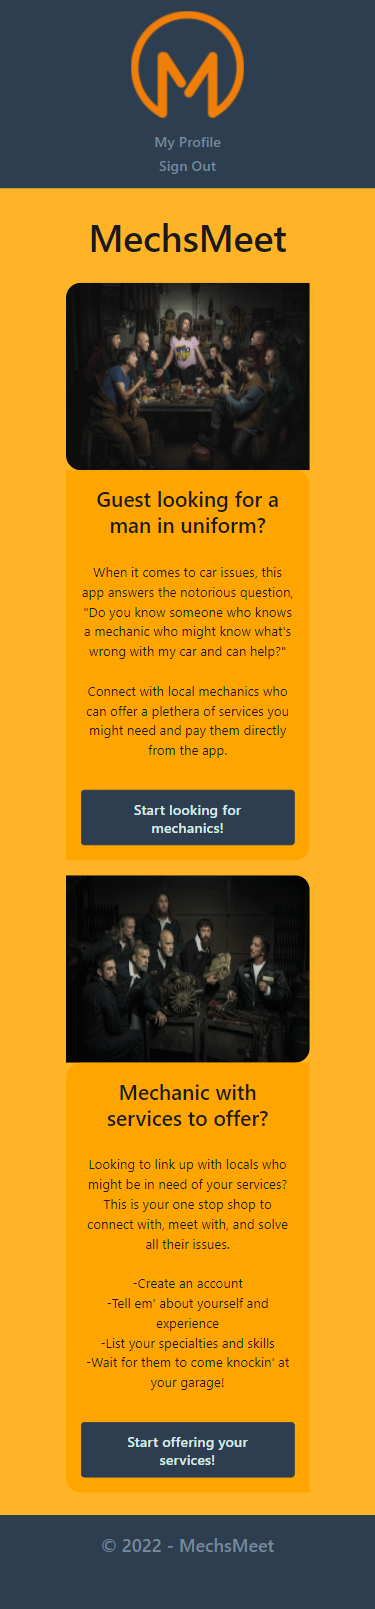 M
My Profile
Sign Out
MechsMeet
Guest looking for a
man in uniform?
When it comes to car issues, this
app answers the notorious question,
"Do you know someone who knows
a mechanic who might know what's
wrong with my car and can help?"
Connect with local mechanics who
can offer a plethera of services you
might need and pay them directly
from the app.
Start looking for
mechanics!
Mechanic with
services to offer?
Looking to link up with locals who
might be in need of your services?
This is your one stop shop to
connect with, meet with, and solve
all their issues.
-Create an account
-Tell em' about yourself and
experience
-List your specialties and skills
-Wait for them to come knockin' at
your garage!
Start offering your
services!
© 2022 - MechsMeet